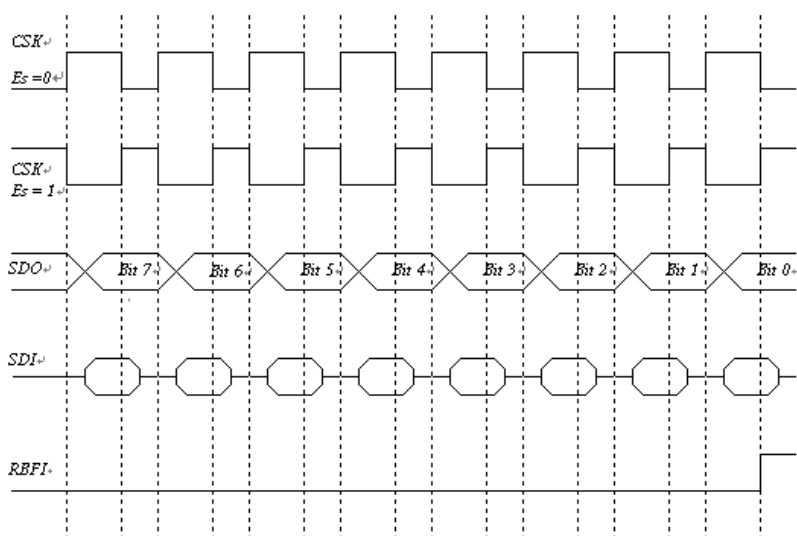 CSK↵
Es =0↵
CSK↵
Es = 1↵
SDO↵ Bit 7↵ Bit 6↵ Bit 5↵ Bit 4↵ Bit 3↵ Bit 2↵ Bit 1↵ Bit 0↵
SDI↵
RBFI↵